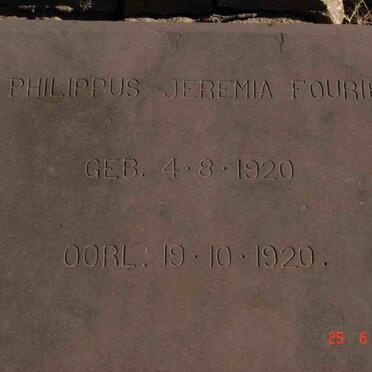 PHILIPPUS JEREMIA FOURIE
GEB. 4·8·1920
OORL. 19·10·1920.
25 6